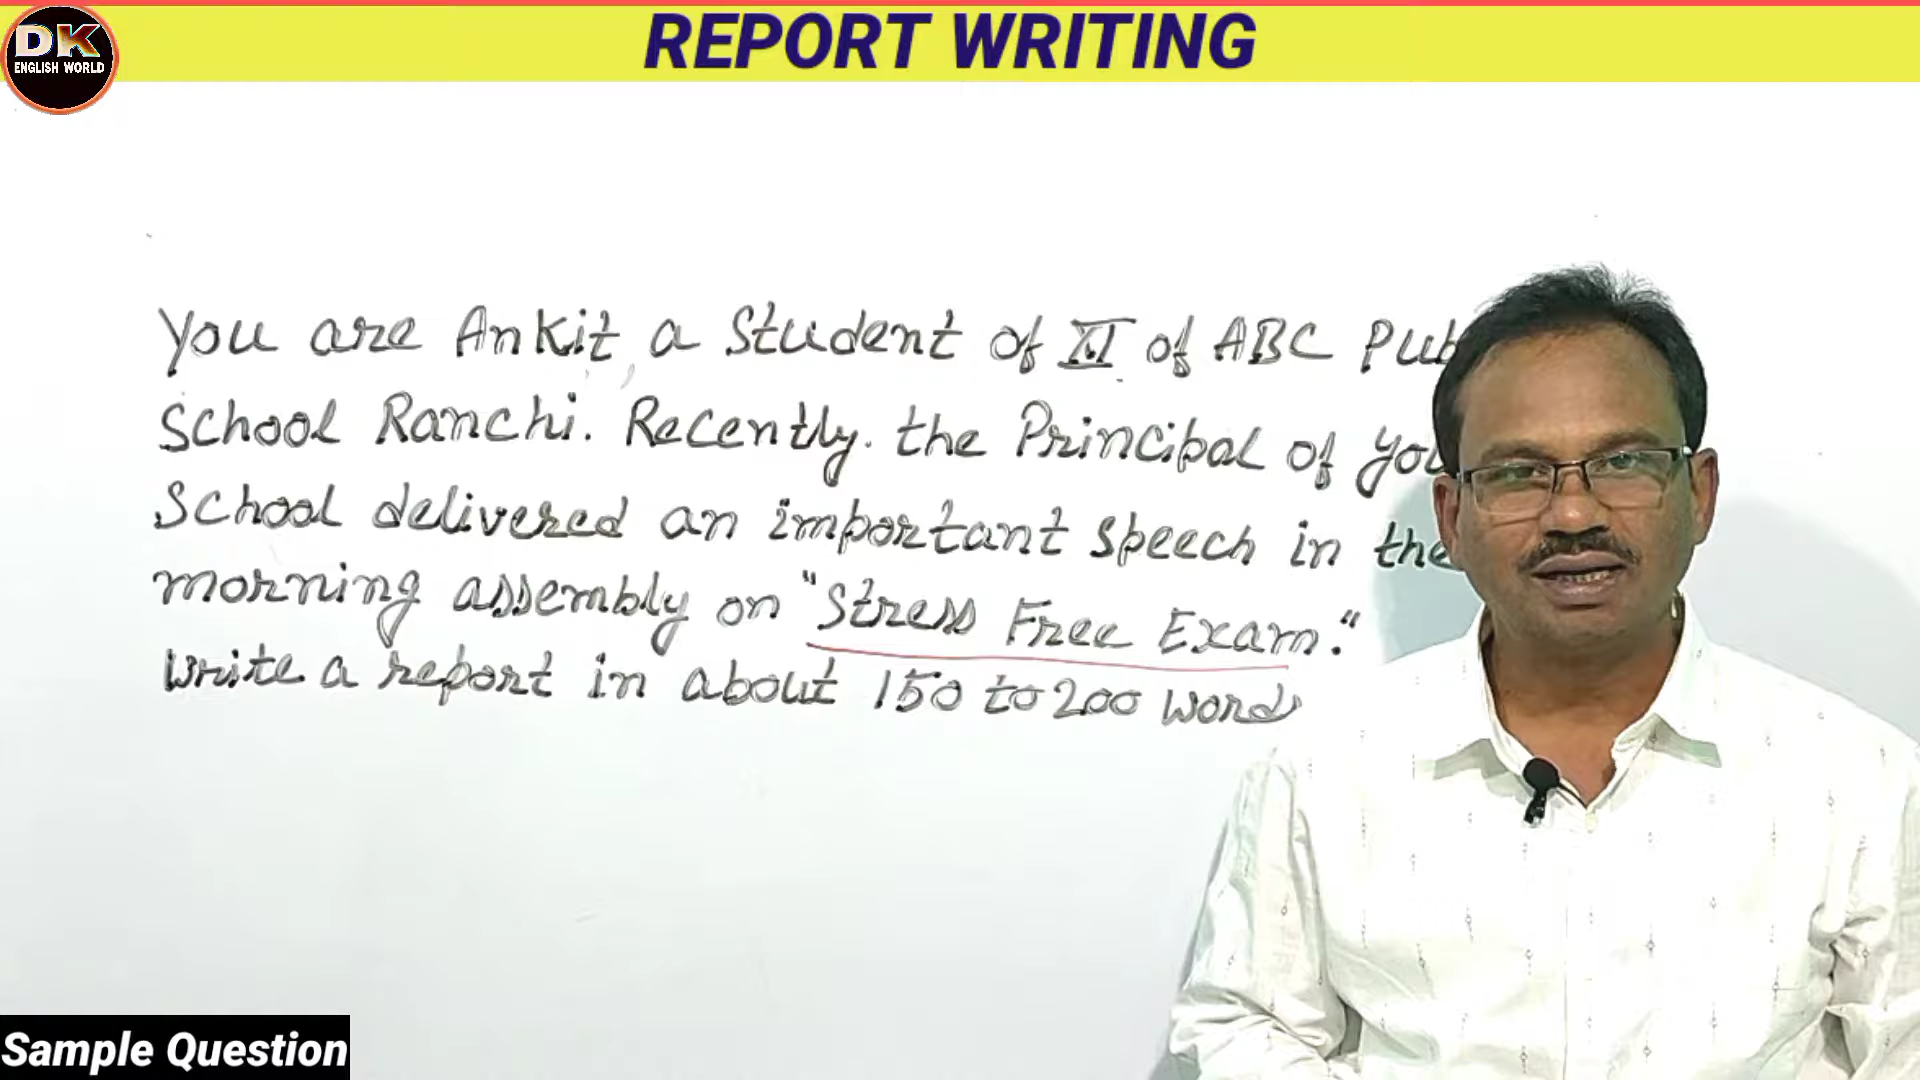 REPORT WRITING
DK
ENGLISH WORLD
You are Ankit, a Student of XI of ABC
School Ranchi. Recently. the Principal of
School delivered an important speech in the
morning assembly on "Stress Free Exam."
Write a report in about 150 to 200 word
Sample Question